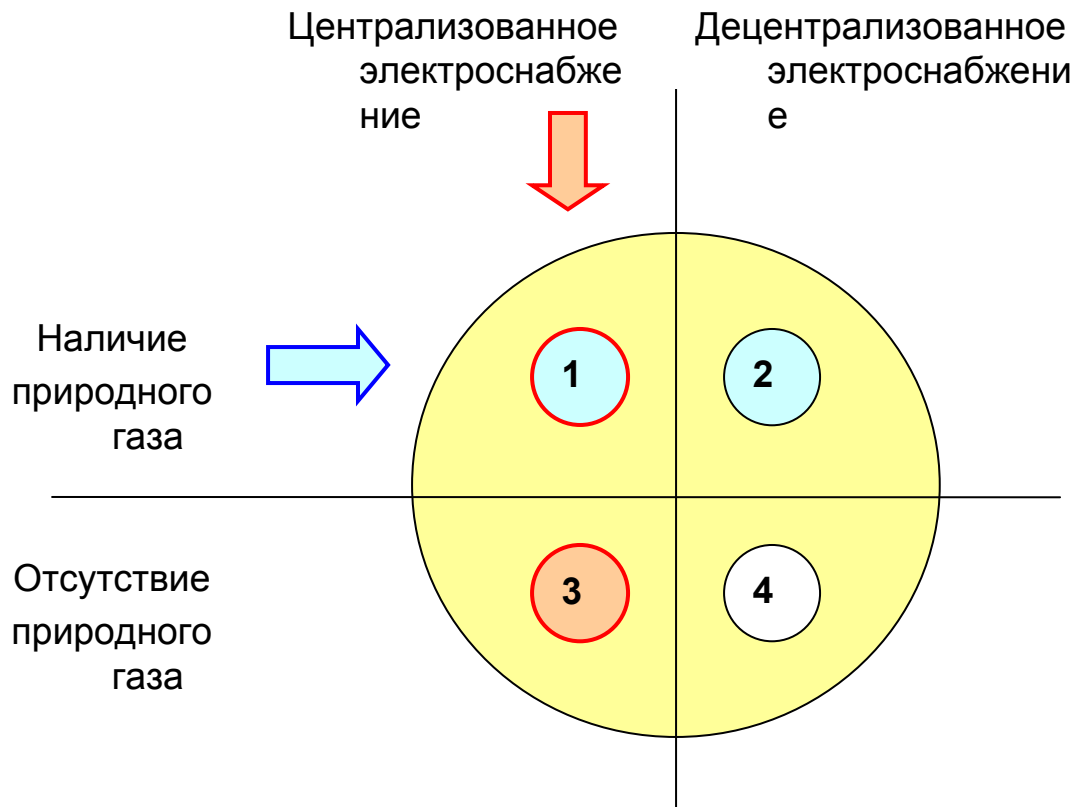 Централизованное
электроснабже
ние
Децентрализованное
электроснабжени
е
Наличие
природного
газа
1
2
Отсутствие
природного
газа
3
4